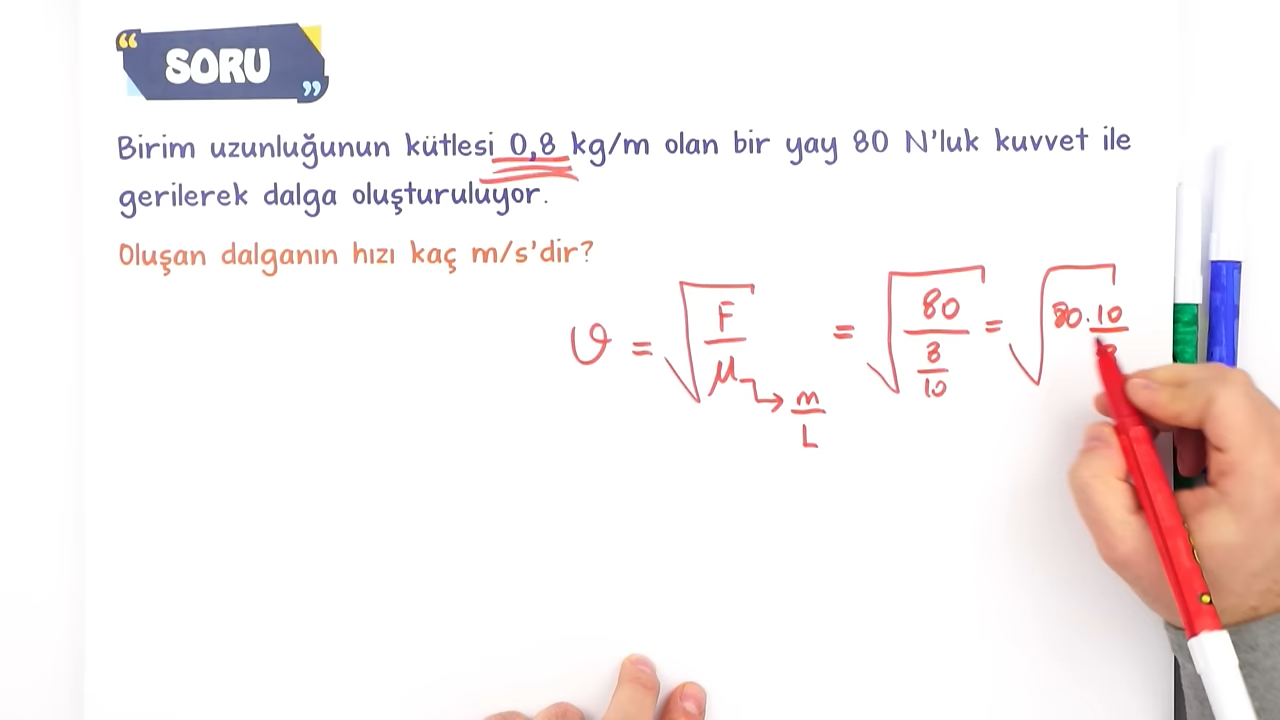 “ SORU ”
Birim uzunluğunun kütlesi 0,8 kg/m olan bir yay 80 N'luk kuvvet ile
gerilerek dalga oluşturuluyor.
Oluşan dalganın hızı kaç m/s'dir?
ϑ = √(F/μ) = √(80/(8/10)) = √(80·10/8)
m/L